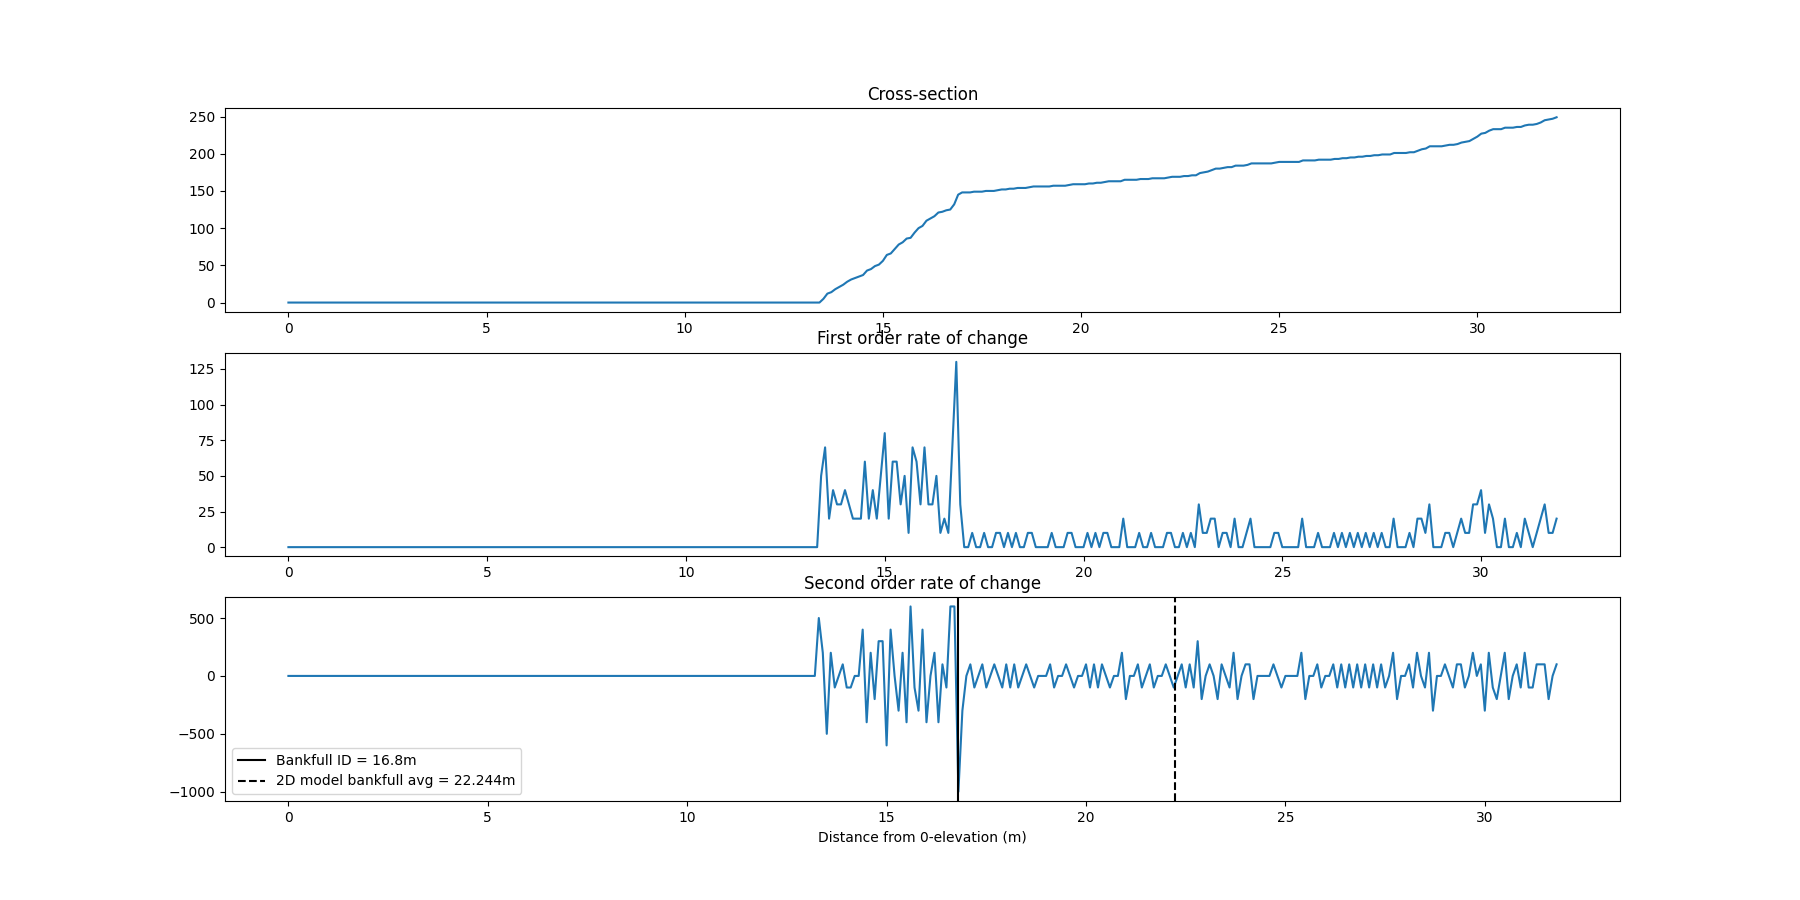 Cross-section
250
200
150
100
50
0
0 5 10 15 20 25 30
First order rate of change
125
100
75
50
25
0
0 5 10 15 20 25 30
Second order rate of change
500
0
−500
−1000
Bankfull ID = 16.8m
2D model bankfull avg = 22.244m
0 5 10 15 20 25 30
Distance from 0-elevation (m)